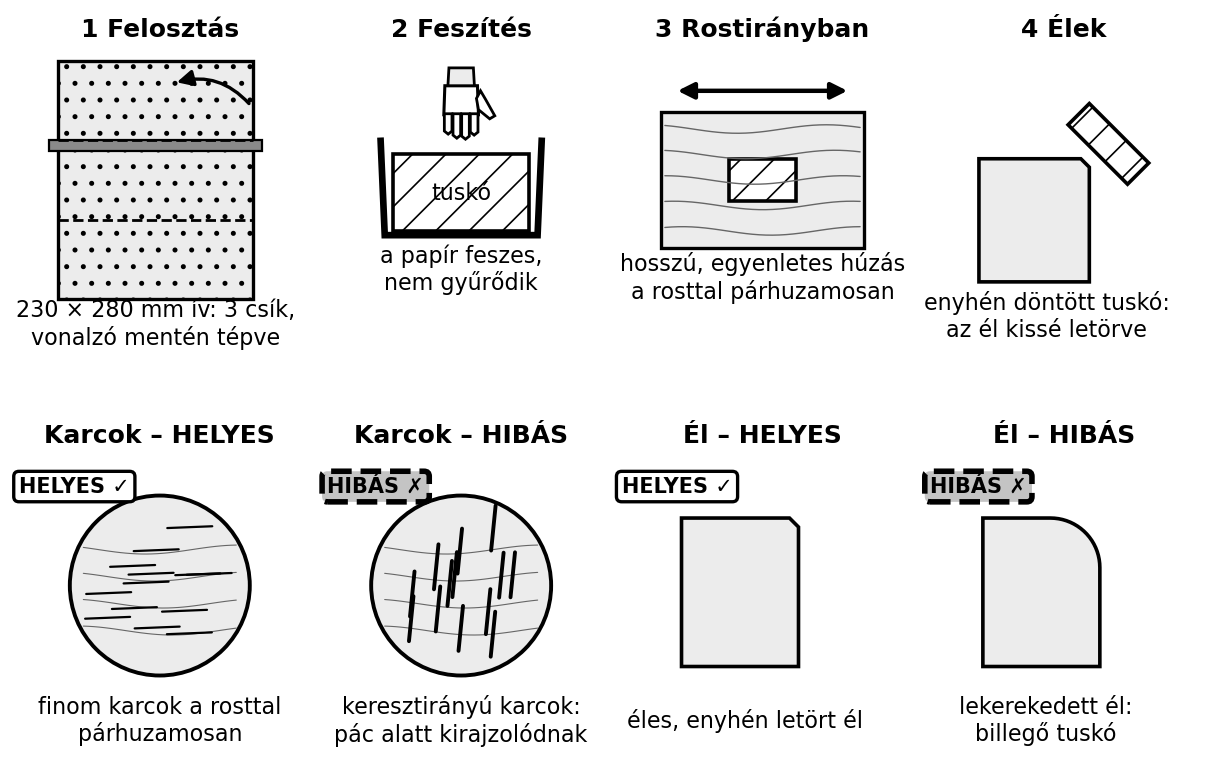 1 Felosztás
230 × 280 mm ív: 3 csík,
vonalzó mentén tépve
2 Feszítés
tuskó
a papír feszes,
nem gyűrődik
3 Rostirányban
hosszú, egyenletes húzás
a rosttal párhuzamosan
4 Élek
enyhén döntött tuskó:
az él kissé letörve
Karcok – HELYES
HELYES ✓
finom karcok a rosttal
párhuzamosan
Karcok – HIBÁS
HIBÁS ✗
keresztirányú karcok:
pác alatt kirajzolódnak
Él – HELYES
HELYES ✓
éles, enyhén letört él
Él – HIBÁS
HIBÁS ✗
lekerekedett él:
billegő tuskó